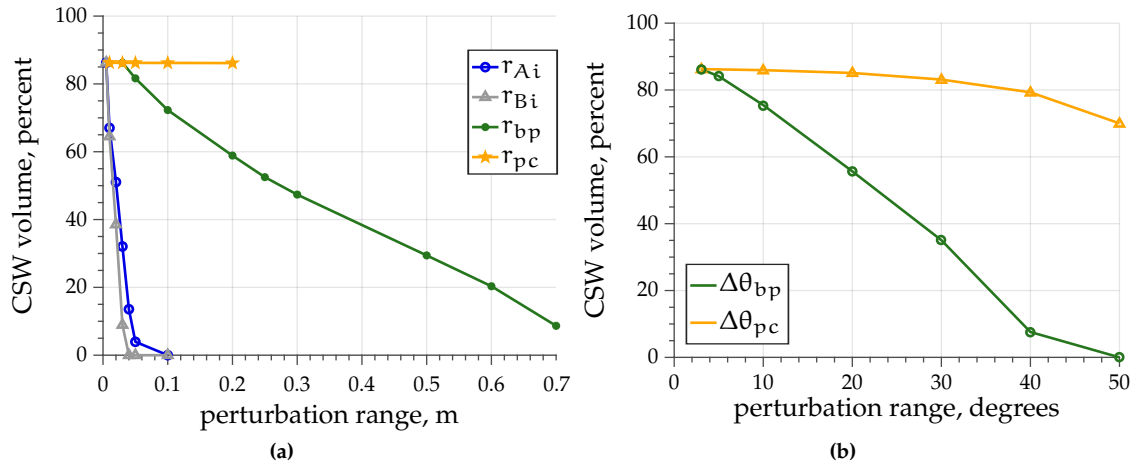 CSW volume, percent
100
80
60
40
20
0
0 0.1 0.2 0.3 0.4 0.5 0.6 0.7
perturbation range, m
r_Ai
r_Bi
r_bp
r_pc
(a)
CSW volume, percent
100
80
60
40
20
0
0 10 20 30 40 50
perturbation range, degrees
Δθ_bp
Δθ_pc
(b)